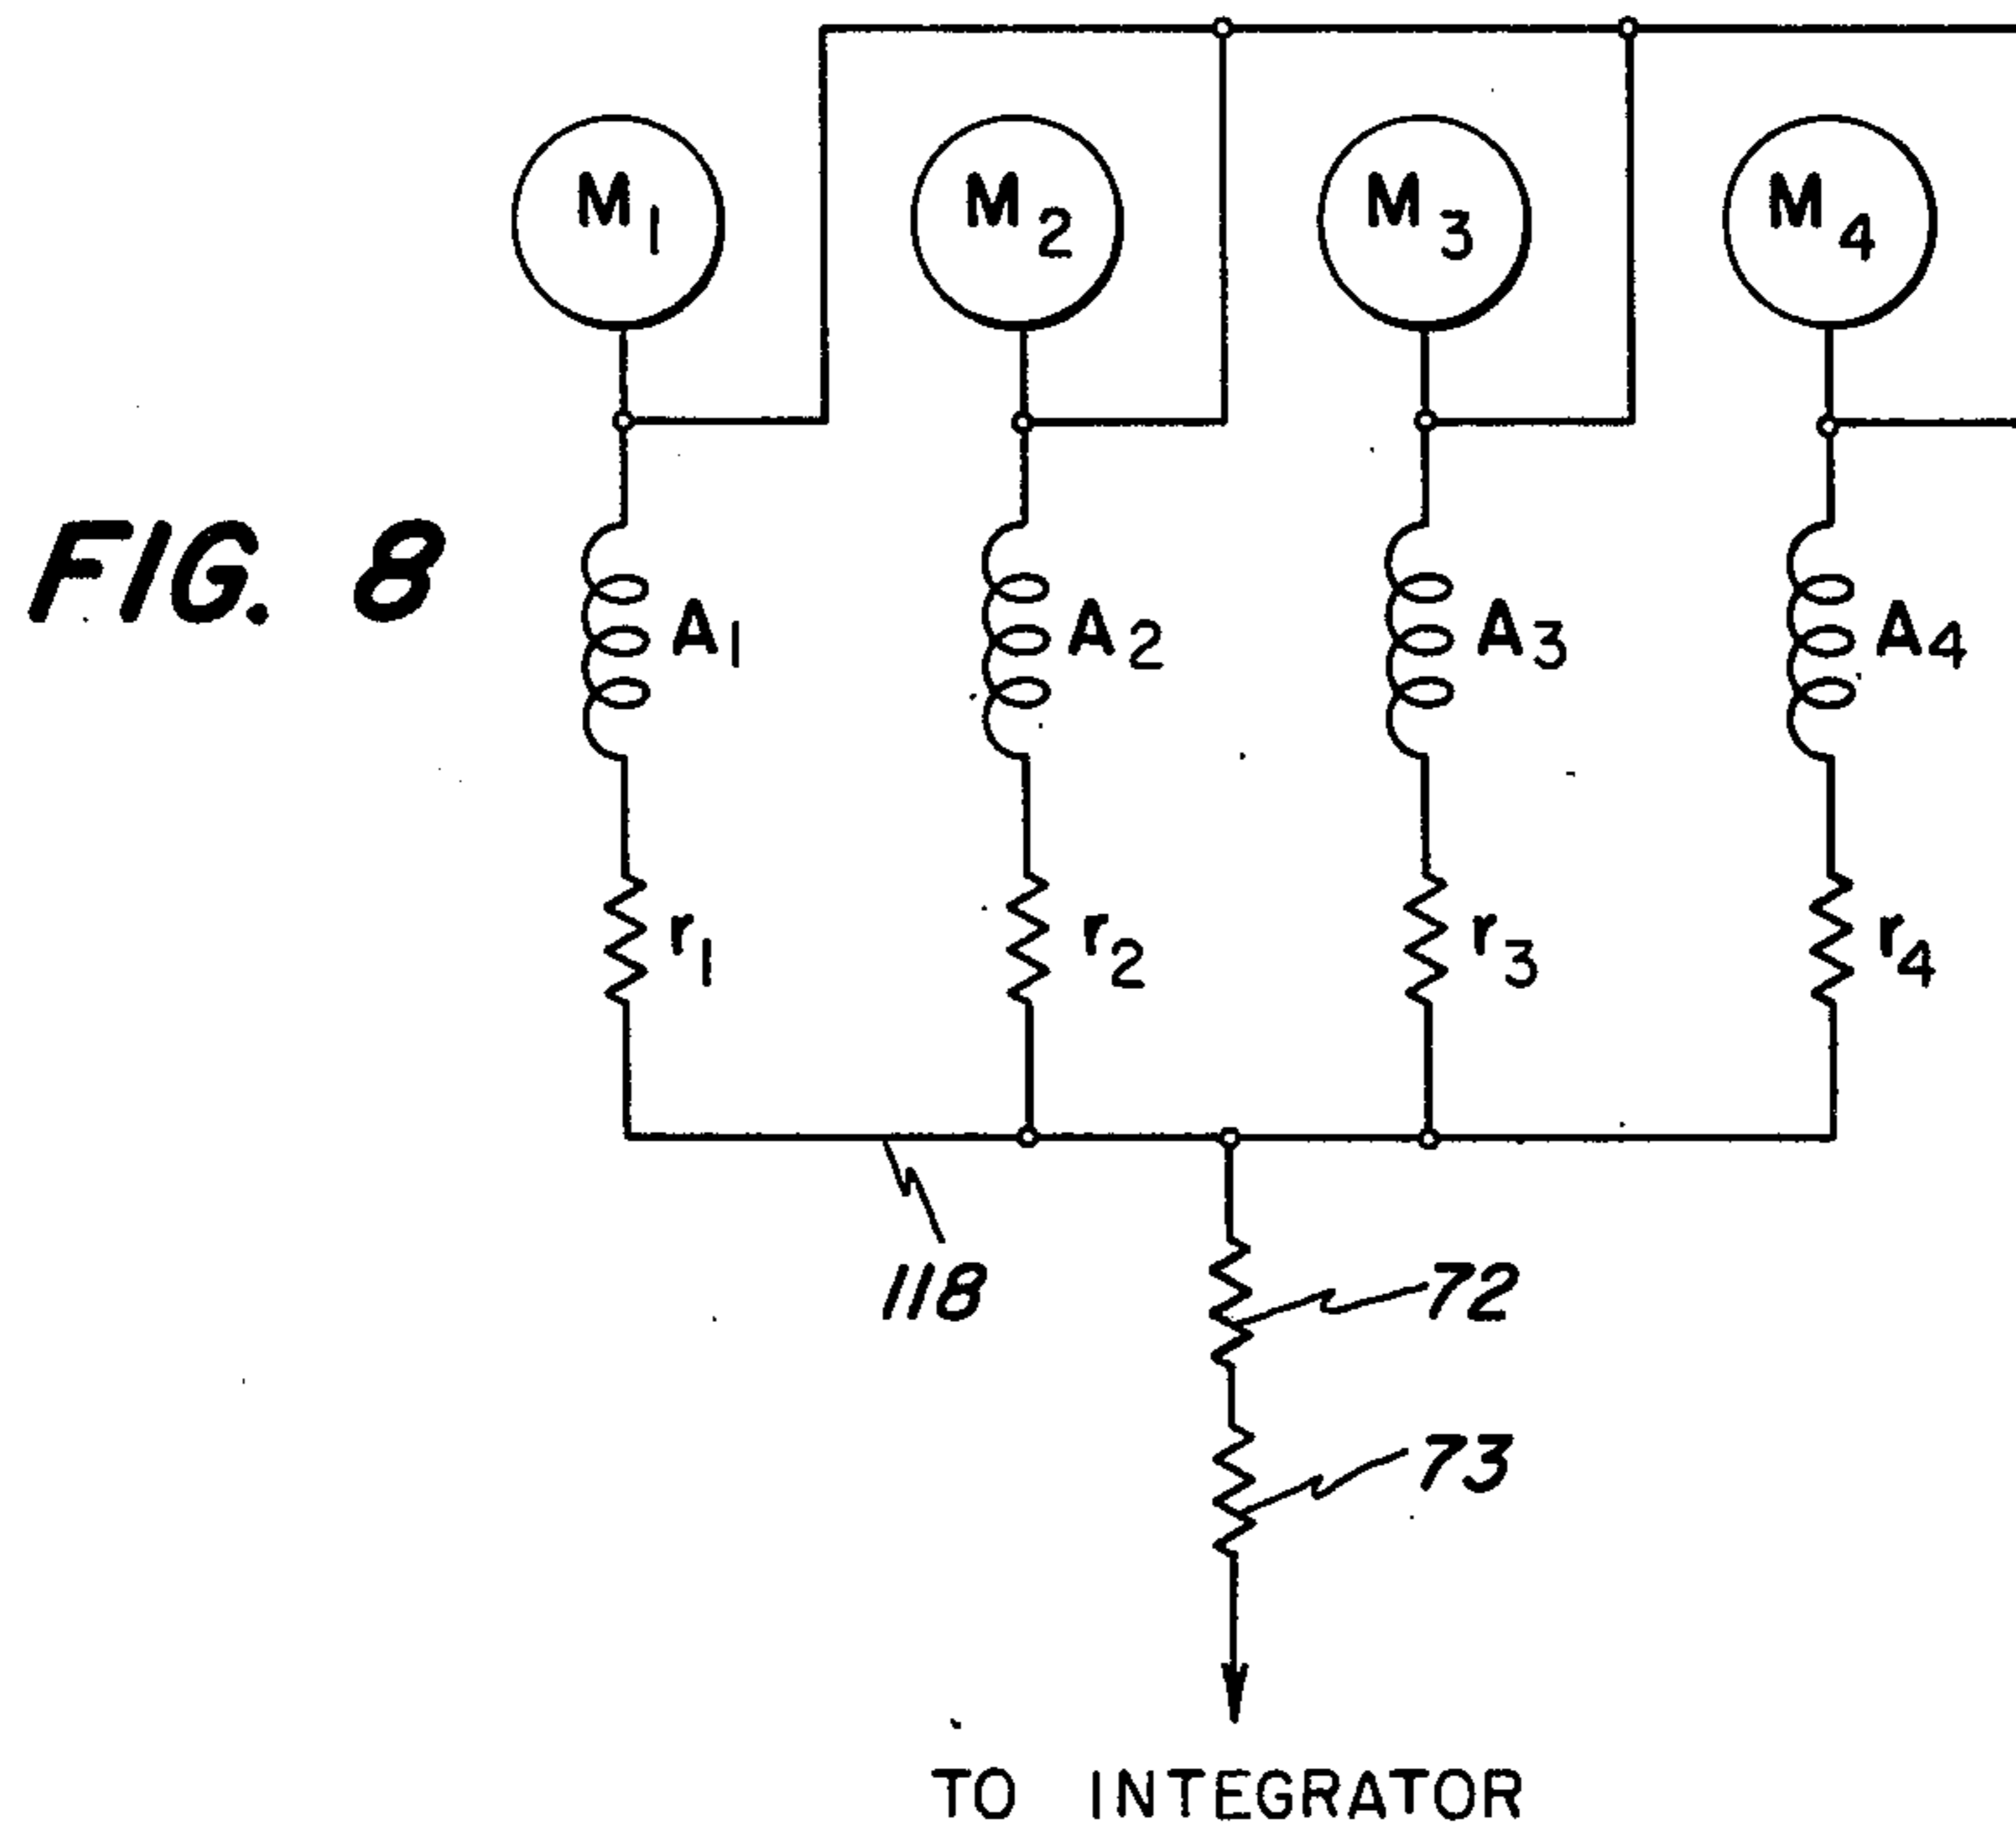 M1 M2 M3 M4
FIG. 8
A1 A2 A3 A4
r1 r2 r3 r4
118
72
73
TO INTEGRATOR